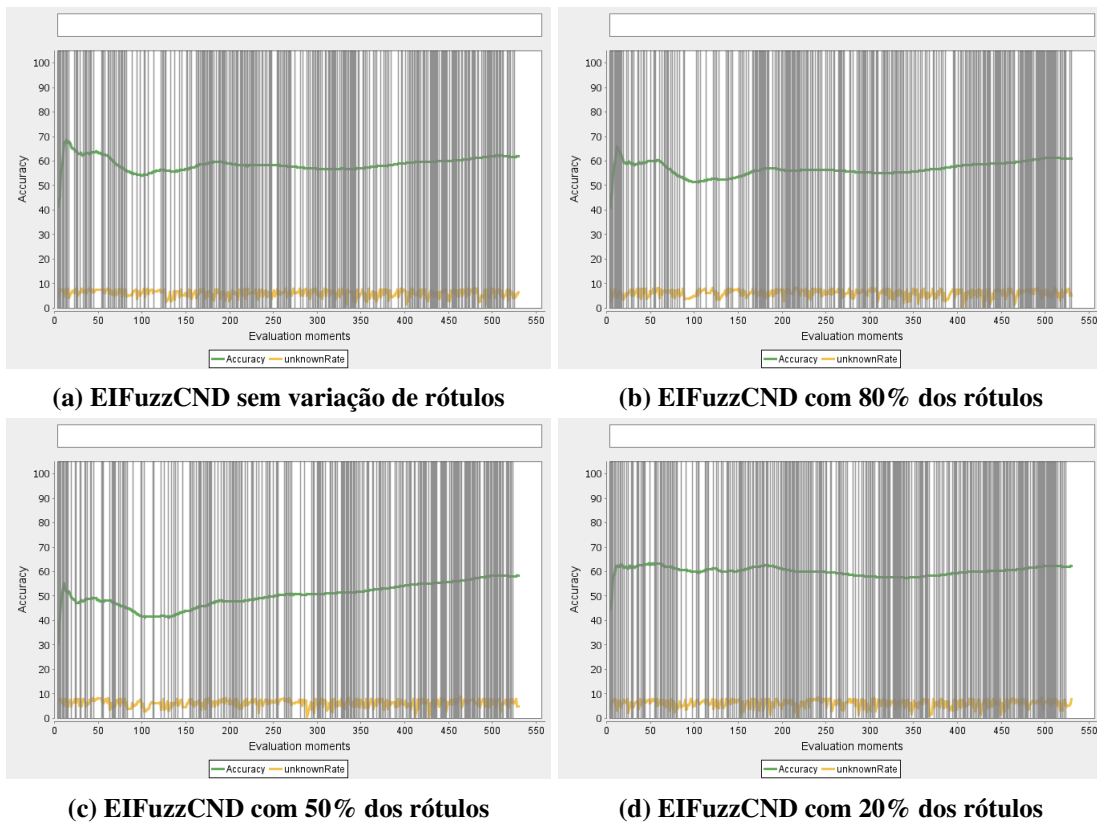 100
90
80
70
60
50
40
30
20
10
0
Accuracy
0 50 100 150 200 250 300 350 400 450 500 550
Evaluation moments
Accuracy unknownRate
(a) EIFuzzCND sem variação de rótulos
100
90
80
70
60
50
40
30
20
10
0
Accuracy
0 50 100 150 200 250 300 350 400 450 500 550
Evaluation moments
Accuracy unknownRate
(b) EIFuzzCND com 80% dos rótulos
100
90
80
70
60
50
40
30
20
10
0
Accuracy
0 50 100 150 200 250 300 350 400 450 500 550
Evaluation moments
Accuracy unknownRate
(c) EIFuzzCND com 50% dos rótulos
100
90
80
70
60
50
40
30
20
10
0
Accuracy
0 50 100 150 200 250 300 350 400 450 500 550
Evaluation moments
Accuracy unknownRate
(d) EIFuzzCND com 20% dos rótulos